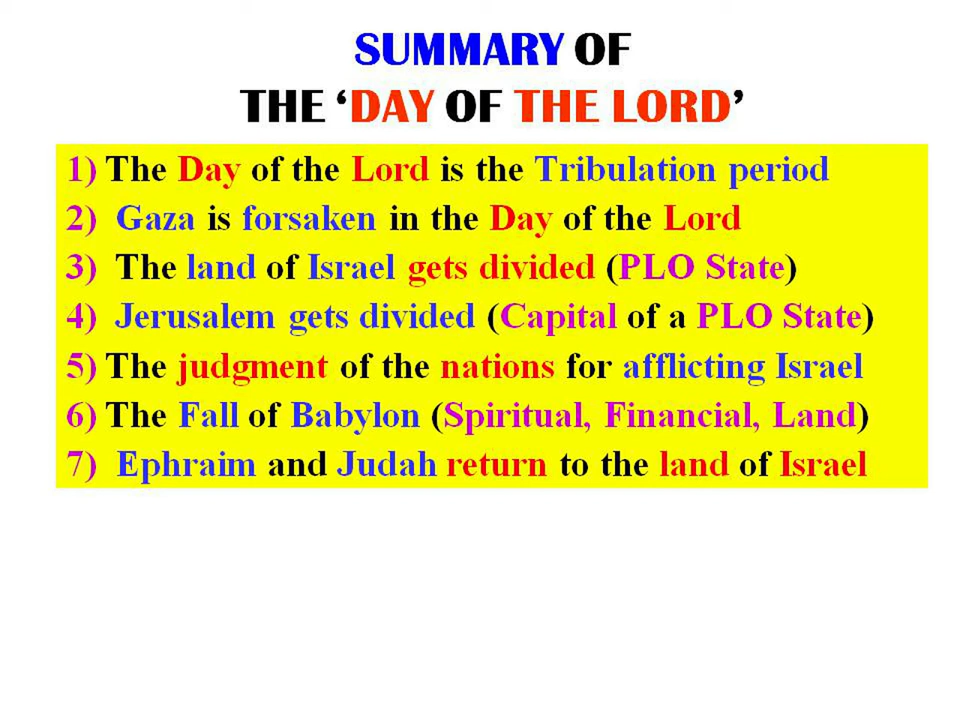 SUMMARY OF
THE ‘DAY OF THE LORD’
1) The Day of the Lord is the Tribulation period
2) Gaza is forsaken in the Day of the Lord
3) The land of Israel gets divided (PLO State)
4) Jerusalem gets divided (Capital of a PLO State)
5) The judgment of the nations for afflicting Israel
6) The Fall of Babylon (Spiritual, Financial, Land)
7) Ephraim and Judah return to the land of Israel